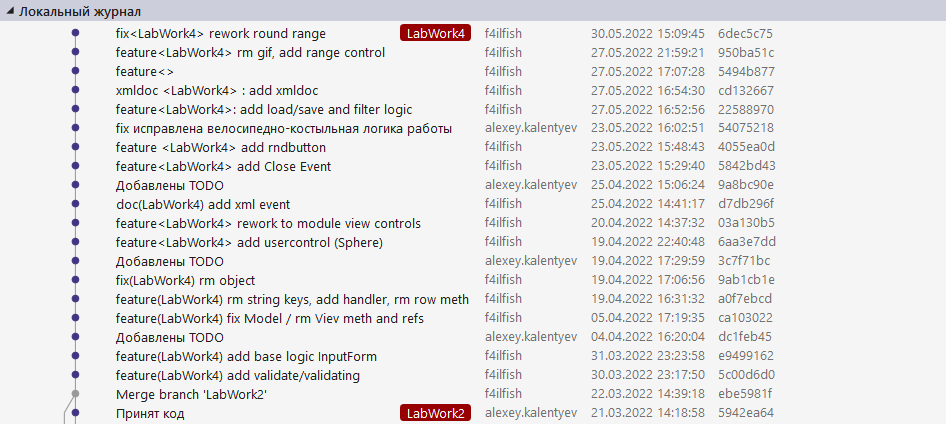 Локальный журнал
fix<LabWork4> rework round range LabWork4 f4ilfish 30.05.2022 15:09:45 6dec5c75
feature<LabWork4> rm gif, add range control f4ilfish 27.05.2022 21:59:21 950ba51c
feature<> f4ilfish 27.05.2022 17:07:28 5494b877
xmldoc <LabWork4> : add xmldoc f4ilfish 27.05.2022 16:54:30 cd132667
feature<LabWork4>: add load/save and filter logic f4ilfish 27.05.2022 16:52:56 22588970
fix исправлена велосипедно-костыльная логика работы alexey.kalentyev 23.05.2022 16:02:51 54075218
feature <LabWork4> add rndbutton f4ilfish 23.05.2022 15:48:43 4055ea0d
feature<LabWork4> add Close Event f4ilfish 23.05.2022 15:29:40 5842bd43
Добавлены TODO alexey.kalentyev 25.04.2022 15:06:24 9a8bc90e
doc(LabWork4) add xml event f4ilfish 25.04.2022 14:41:17 d7db296f
feature<LabWork4> rework to module view controls f4ilfish 20.04.2022 14:37:32 03a130b5
feature<LabWork4> add usercontrol (Sphere) f4ilfish 19.04.2022 22:40:48 6aa3e7dd
Добавлены TODO alexey.kalentyev 19.04.2022 17:29:59 3c7f71bc
fix(LabWork4) rm object f4ilfish 19.04.2022 17:06:56 9ab1cb1e
feature(LabWork4) rm string keys, add handler, rm row meth f4ilfish 19.04.2022 16:31:32 a0f7ebcd
feature(LabWork4) fix Model / rm Viev meth and refs f4ilfish 05.04.2022 17:19:35 ca103022
Добавлены TODO alexey.kalentyev 04.04.2022 16:20:04 dc1feb45
feature(LabWork4) add base logic InputForm f4ilfish 31.03.2022 23:23:58 e9499162
feature(LabWork4) add validate/validating f4ilfish 30.03.2022 23:17:50 5c00d6d0
Merge branch 'LabWork2' f4ilfish 22.03.2022 14:39:18 ebe5981f
Принят код LabWork2 alexey.kalentyev 21.03.2022 14:18:58 5942ea64